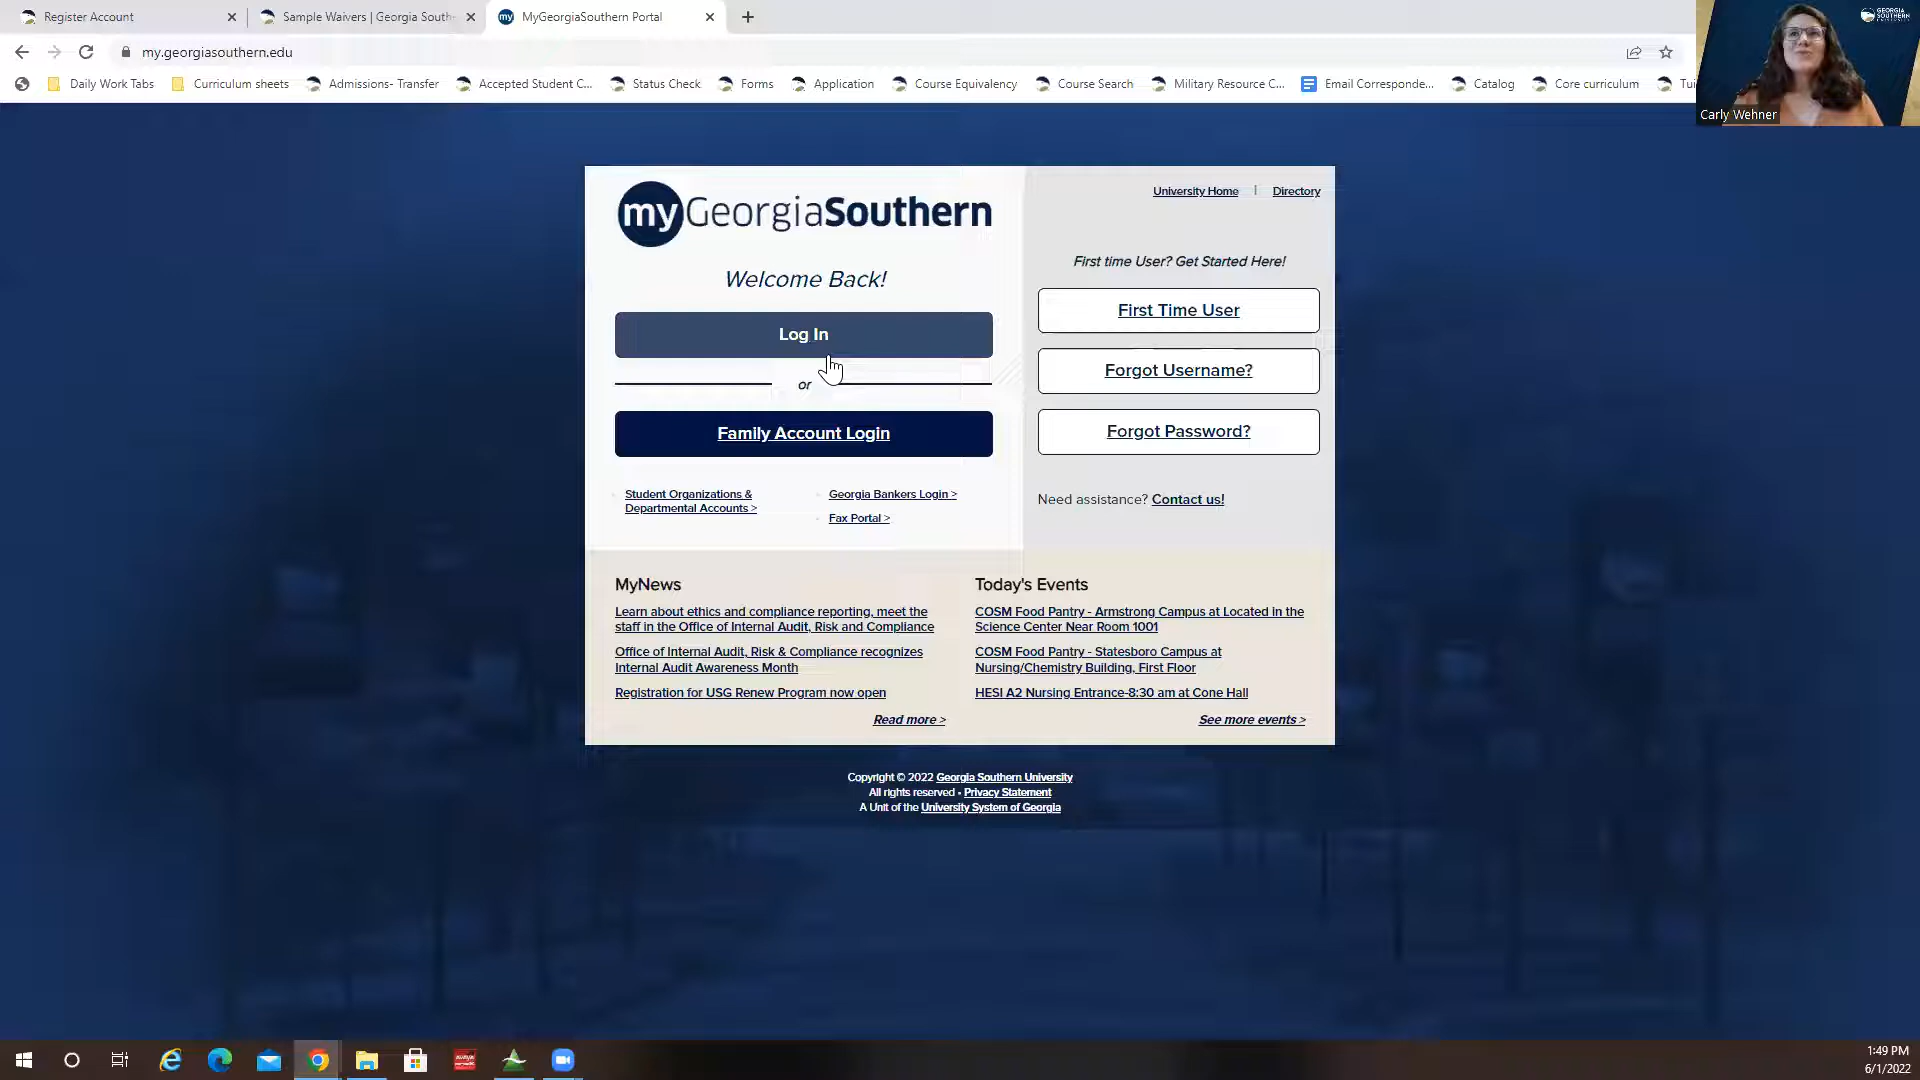 Register Account
Sample Waivers | Georgia South
MyGeorgiaSouthern Portal
my.georgiasouthern.edu
Daily Work Tabs
Curriculum sheets
Admissions- Transfer
Accepted Student C...
Status Check
Forms
Application
Course Equivalency
Course Search
Military Resource C...
Email Corresponde...
Catalog
Core curriculum
Tui
GEORGIA
SOUTHERN
Carly Wehner
my GeorgiaSouthern
Welcome Back!
Log In
or
Family Account Login
Student Organizations &
Departmental Accounts >
Georgia Bankers Login >
Fax Portal >
University Home | Directory
First time User? Get Started Here!
First Time User
Forgot Username?
Forgot Password?
Need assistance? Contact us!
MyNews
Learn about ethics and compliance reporting, meet the
staff in the Office of Internal Audit, Risk and Compliance
Office of Internal Audit, Risk & Compliance recognizes
Internal Audit Awareness Month
Registration for USG Renew Program now open
Read more >
Today's Events
COSM Food Pantry - Armstrong Campus at Located in the
Science Center Near Room 1001
COSM Food Pantry - Statesboro Campus at
Nursing/Chemistry Building, First Floor
HESI A2 Nursing Entrance-8:30 am at Cone Hall
See more events >
Copyright © 2022 Georgia Southern University
All rights reserved - Privacy Statement
A Unit of the University System of Georgia
1:49 PM
6/1/2022